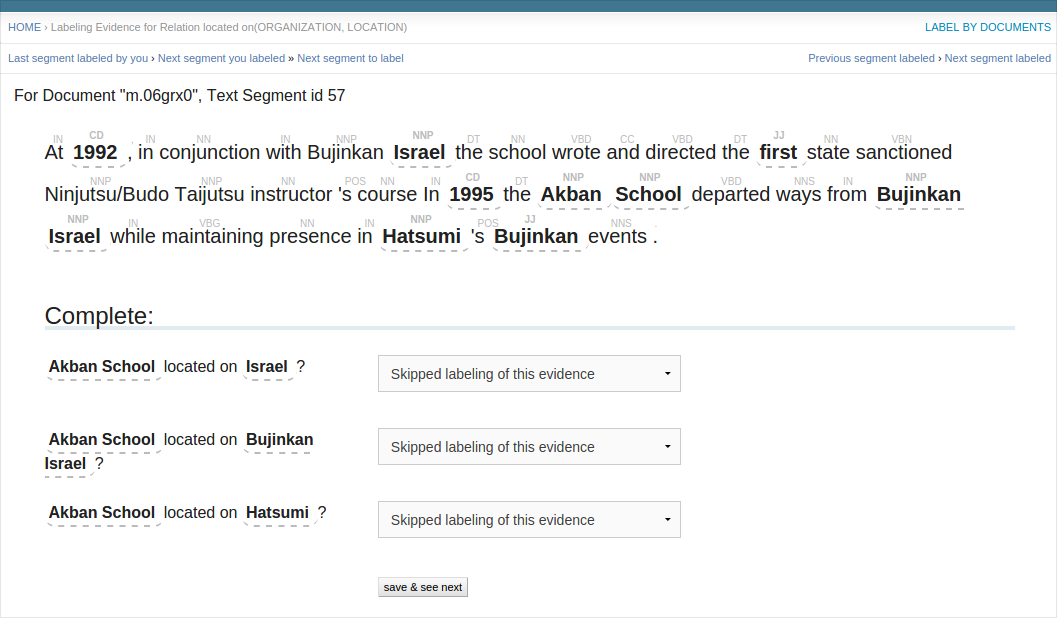 HOME › Labeling Evidence for Relation located on(ORGANIZATION, LOCATION) LABEL BY DOCUMENTS
Last segment labeled by you › Next segment you labeled » Next segment to label Previous segment labeled › Next segment labeled
For Document "m.06grx0", Text Segment id 57
IN CD , IN NN IN NNP NNP DT NN VBD CC VBD DT JJ NN VBN
At 1992 , in conjunction with Bujinkan Israel the school wrote and directed the first state sanctioned
NNP NNP NN POS NN IN CD DT NNP NNP VBD NNS IN NNP
Ninjutsu/Budo Taijutsu instructor 's course In 1995 the Akban School departed ways from Bujinkan
NNP IN VBG NN IN NNP POS JJ NNS .
Israel while maintaining presence in Hatsumi 's Bujinkan events .
Complete:
Akban School located on Israel ? Skipped labeling of this evidence
Akban School located on Bujinkan Skipped labeling of this evidence
Israel ?
Akban School located on Hatsumi ? Skipped labeling of this evidence
save & see next